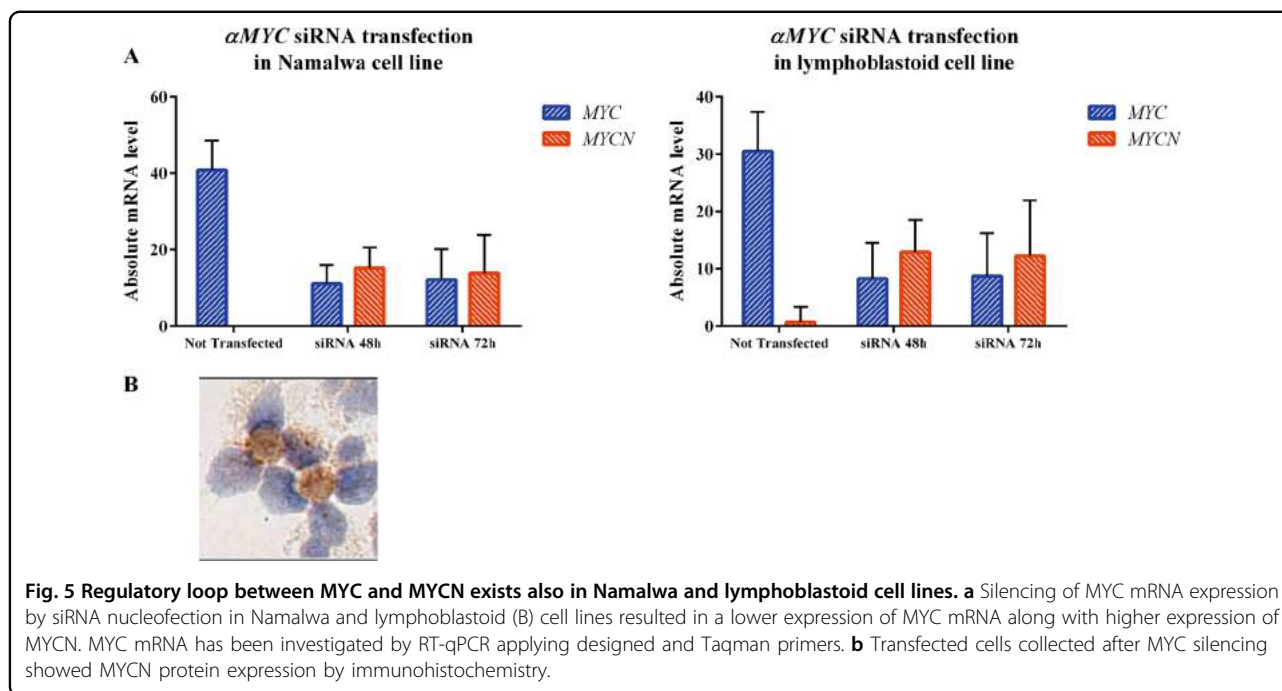 αMYC siRNA transfection
in Namalwa cell line
αMYC siRNA transfection
in lymphoblastoid cell line
A
Absolute mRNA level
60
40
20
0
MYC
MYCN
Not Transfected
siRNA 48h
siRNA 72h
Absolute mRNA level
40
30
20
10
0
MYC
MYCN
Not Transfected
siRNA 48h
siRNA 72h
B
Fig. 5 Regulatory loop between MYC and MYCN exists also in Namalwa and lymphoblastoid cell lines. a Silencing of MYC mRNA expression
by siRNA nucleofection in Namalwa and lymphoblastoid (B) cell lines resulted in a lower expression of MYC mRNA along with higher expression of
MYCN. MYC mRNA has been investigated by RT-qPCR applying designed and Taqman primers. b Transfected cells collected after MYC silencing
showed MYCN protein expression by immunohistochemistry.